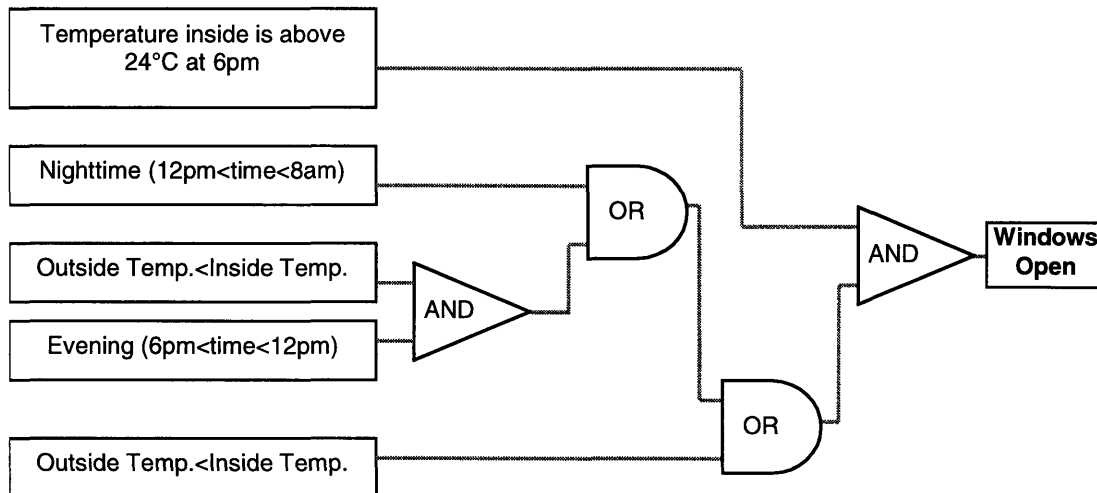 Temperature inside is above
24°C at 6pm
Nighttime (12pm<time<8am)
OR
Outside Temp.<Inside Temp.
AND
Evening (6pm<time<12pm)
AND
Windows
Open
OR
Outside Temp.<Inside Temp.